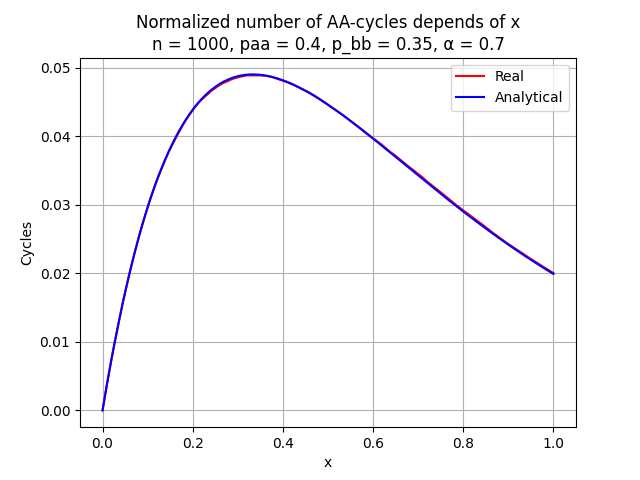 Normalized number of AA-cycles depends of x
n = 1000, paa = 0.4, p_bb = 0.35, α = 0.7
Real
Analytical
Cycles
0.05
0.04
0.03
0.02
0.01
0.00
0.0 0.2 0.4 0.6 0.8 1.0
x